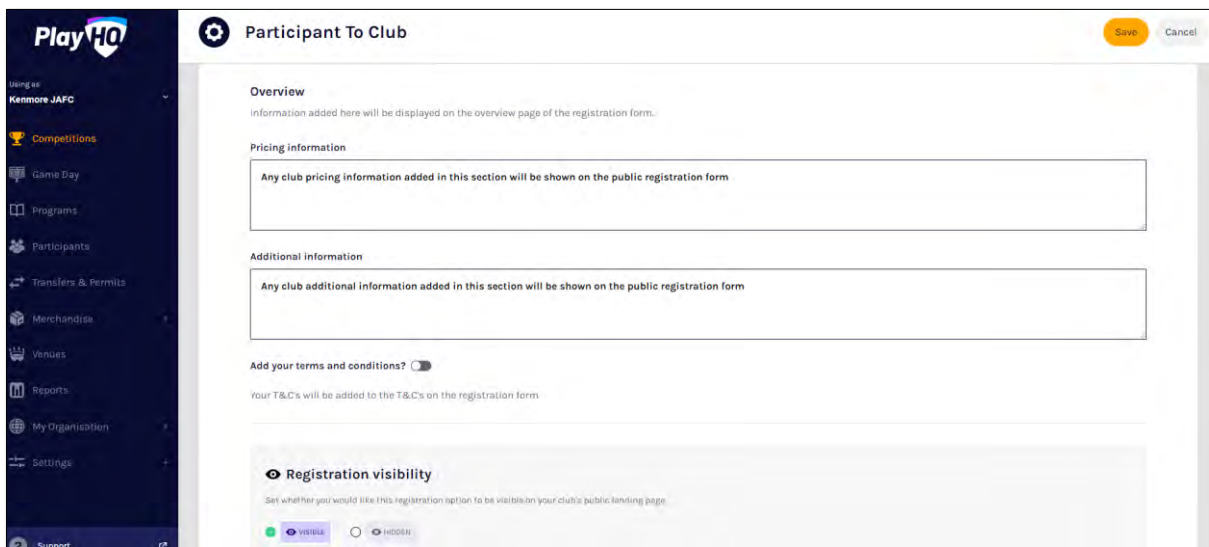 PlayHQ
Participant To Club
Save
Cancel
Using as
Kenmore JAFC
Competitions
Game Day
Programs
Participants
Transfers & Permits
Merchandise
Venues
Reports
My Organisation
Settings
Support
Overview
Information added here will be displayed on the overview page of the registration form.
Pricing information
Any club pricing information added in this section will be shown on the public registration form
Additional information
Any club additional information added in this section will be shown on the public registration form
Add your terms and conditions?
Your T&C's will be added to the T&C's on the registration form
Registration visibility
Set whether you would like this registration option to be visible on your club's public landing page
VISIBLE
HIDDEN